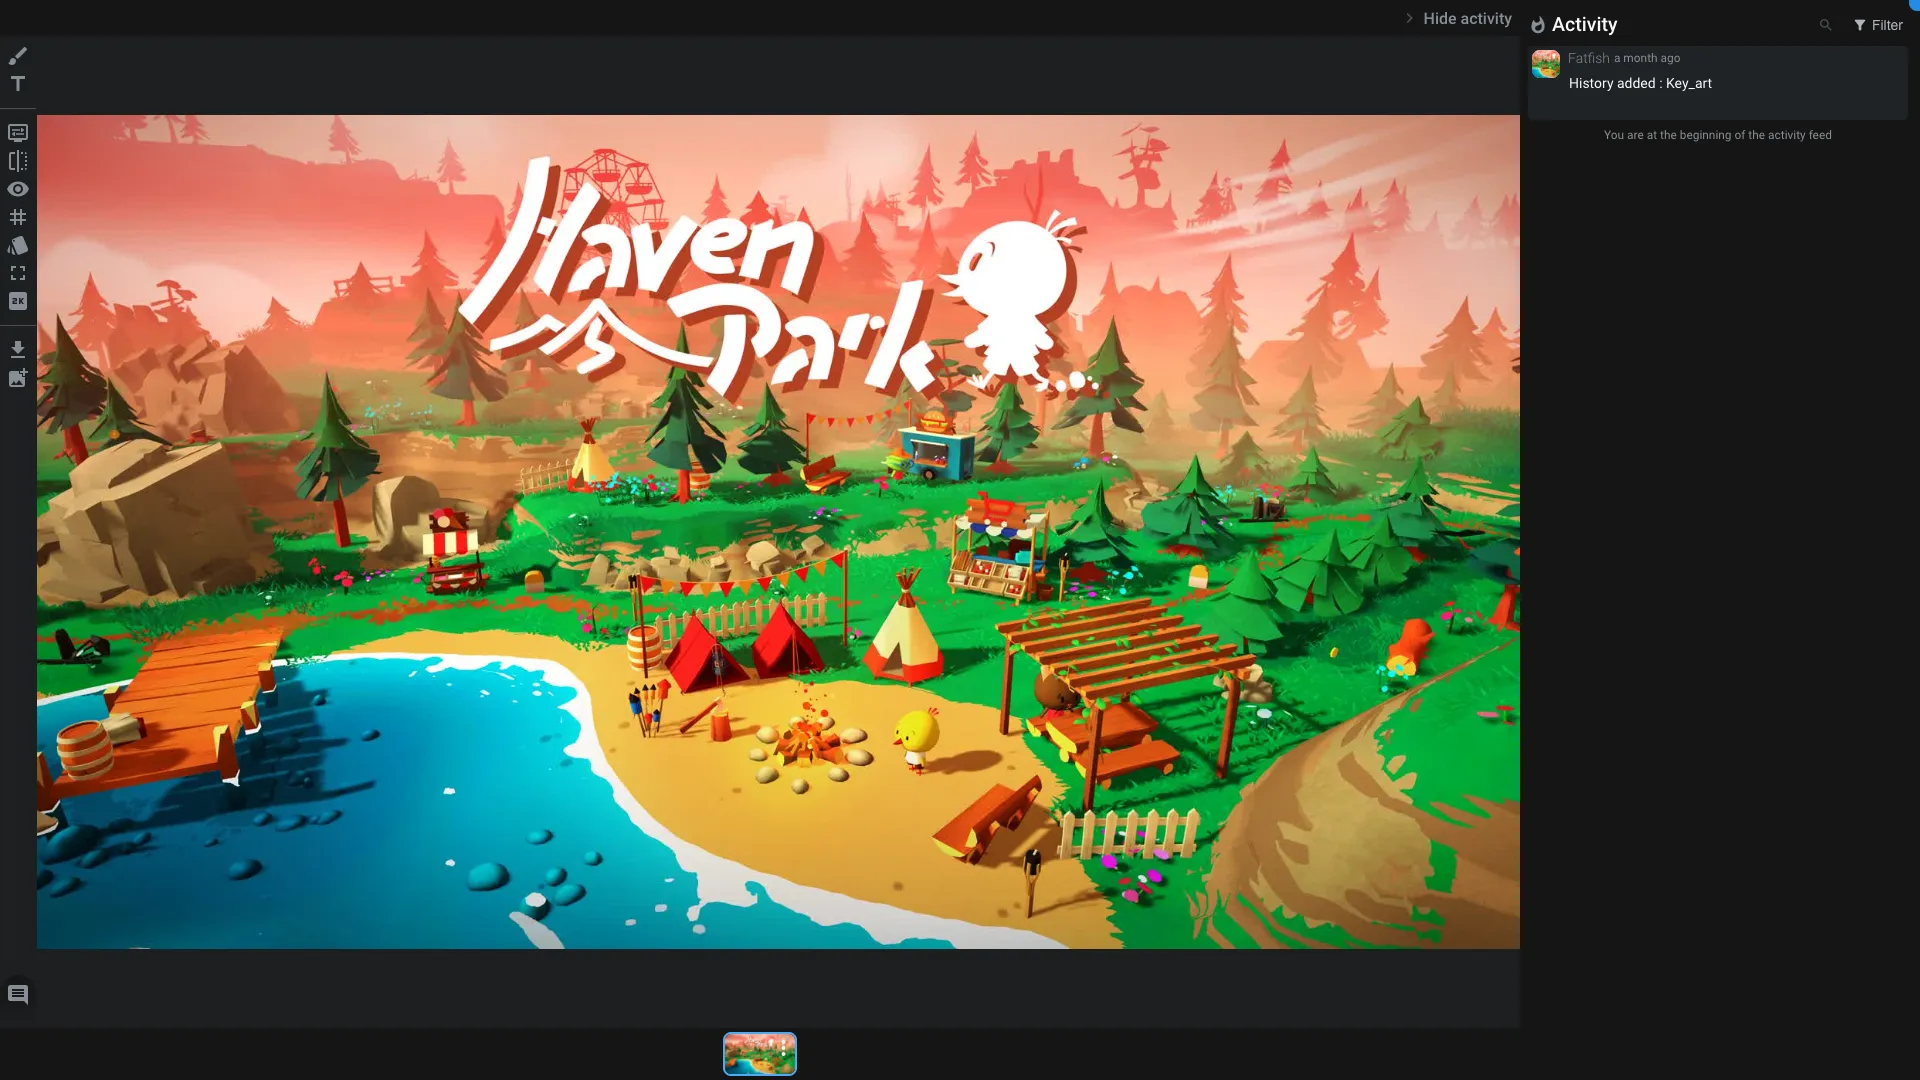 Hide activity
Activity
Filter
Fatfish a month ago
History added : Key_art
You are at the beginning of the activity feed
T
2K
Haven
Park